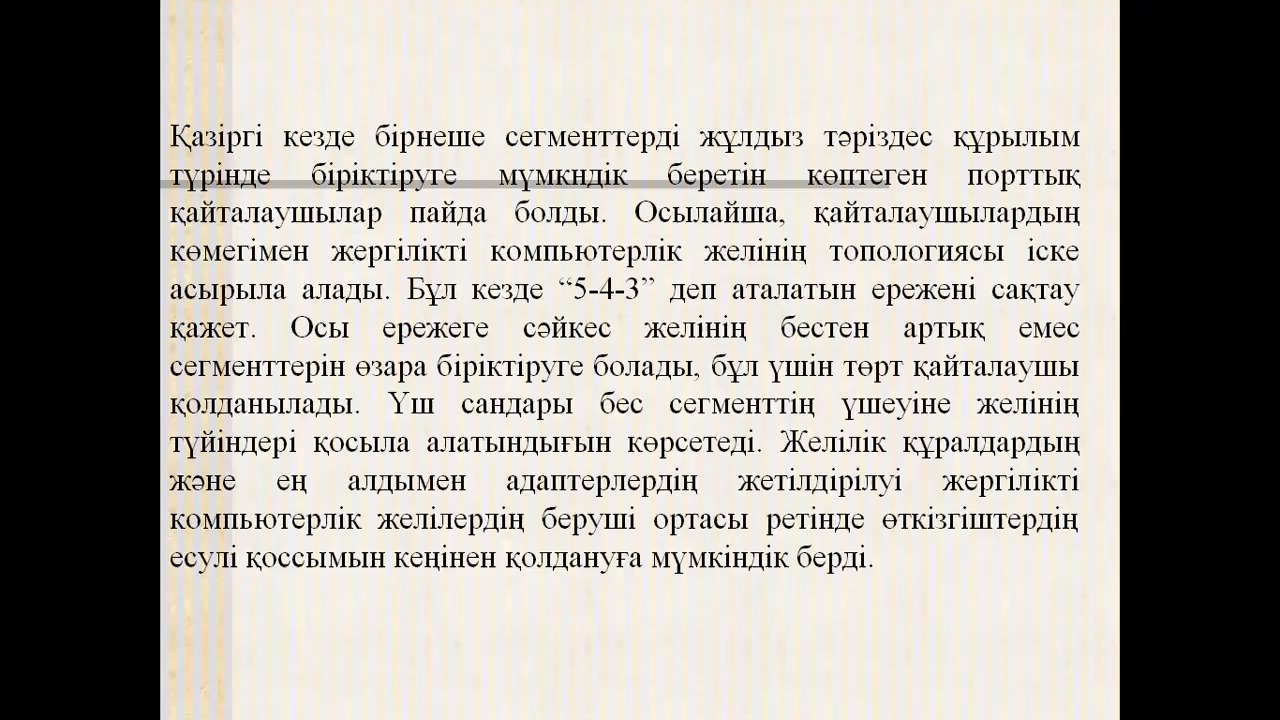 Қазіргі кезде бірнеше сегменттерді жұлдыз тәріздес құрылым
түрінде біріктіруге мүмкндік беретін көптеген порттық
қайталаушылар пайда болды. Осылайша, қайталаушылардың
көмегімен жергілікті компьютерлік желінің топологиясы іске
асырыла алады. Бұл кезде “5-4-3” деп аталатын ережені сақтау
қажет. Осы ережеге сәйкес желінің бестен артық емес
сегменттерін өзара біріктіруге болады, бұл үшін төрт қайталаушы
қолданылады. Үш сандары бес сегменттің үшеуіне желінің
түйіндері қосыла алатындығын көрсетеді. Желілік құралдардың
және ең алдымен адаптерлердің жетілдірілуі жергілікті
компьютерлік желілердің беруші ортасы ретінде өткізгіштердің
есулі қоссымын кеңінен қолдануға мүмкіндік берді.